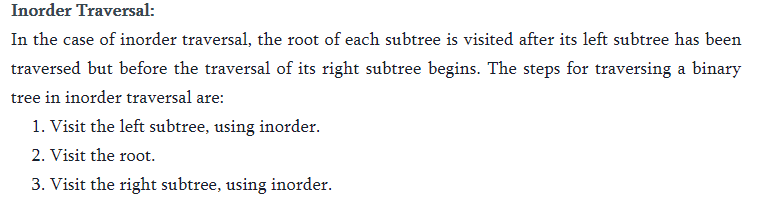 Inorder Traversal:
In the case of inorder traversal, the root of each subtree is visited after its left subtree has been
traversed but before the traversal of its right subtree begins. The steps for traversing a binary
tree in inorder traversal are:
1. Visit the left subtree, using inorder.
2. Visit the root.
3. Visit the right subtree, using inorder.